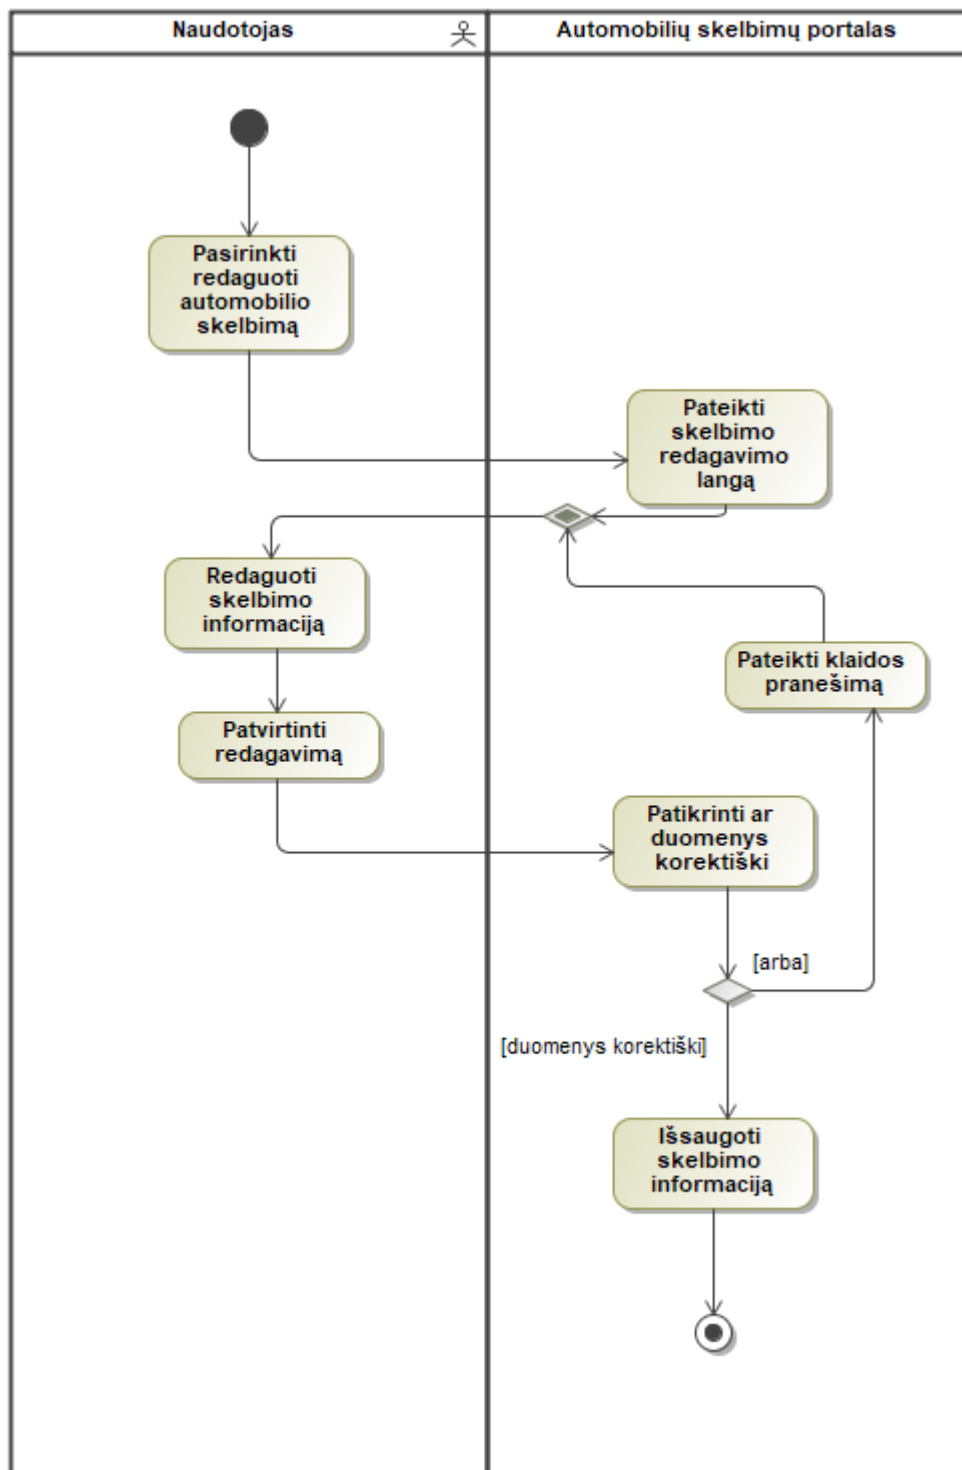 Naudotojas
Automobilių skelbimų portalas
Pasirinkti
redaguoti
automobilio
skelbimą
Pateikti
skelbimo
redagavimo
langą
Redaguoti
skelbimo
informaciją
Pateikti klaidos
pranešimą
Patvirtinti
redagavimą
Patikrinti ar
duomenys
korektiški
[arba]
[duomenys korektiški]
Išsaugoti
skelbimo
informaciją